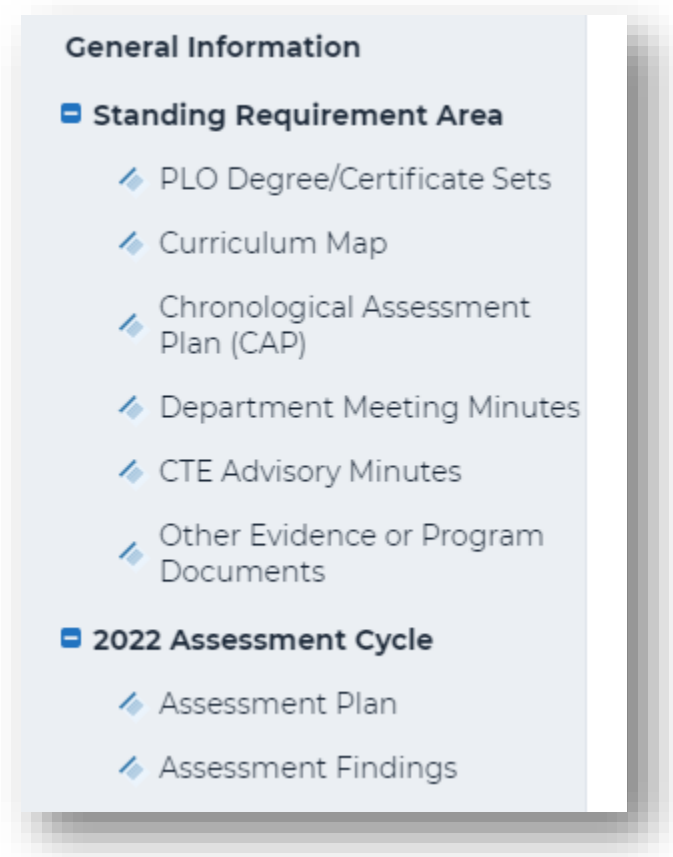 General Information
Standing Requirement Area
PLO Degree/Certificate Sets
Curriculum Map
Chronological Assessment
Plan (CAP)
Department Meeting Minutes
CTE Advisory Minutes
Other Evidence or Program
Documents
2022 Assessment Cycle
Assessment Plan
Assessment Findings